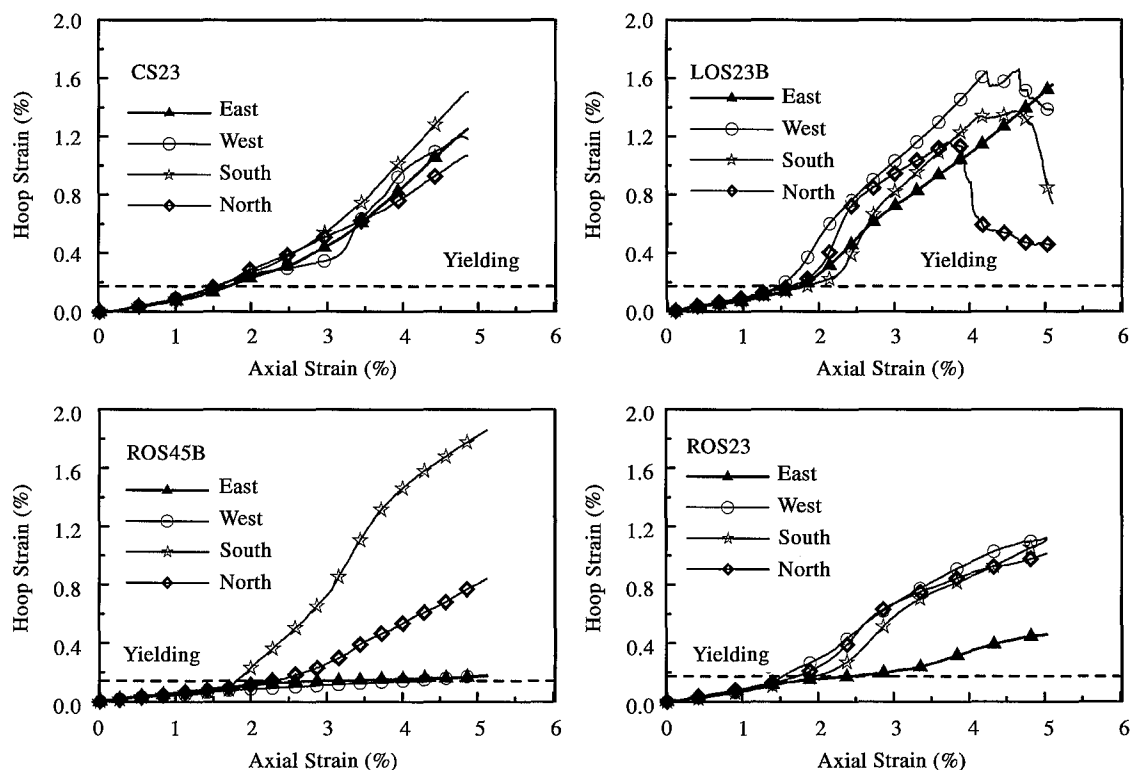 2.0
1.6
1.2
0.8
0.4
0.0
Hoop Strain (%)
CS23
East
West
South
North
Yielding
0 1 2 3 4 5 6
Axial Strain (%)
2.0
1.6
1.2
0.8
0.4
0.0
Hoop Strain (%)
LOS23B
East
West
South
North
Yielding
0 1 2 3 4 5 6
Axial Strain (%)
2.0
1.6
1.2
0.8
0.4
0.0
Hoop Strain (%)
ROS45B
East
West
South
North
Yielding
0 1 2 3 4 5 6
Axial Strain (%)
2.0
1.6
1.2
0.8
0.4
0.0
Hoop Strain (%)
ROS23
East
West
South
North
Yielding
0 1 2 3 4 5 6
Axial Strain (%)